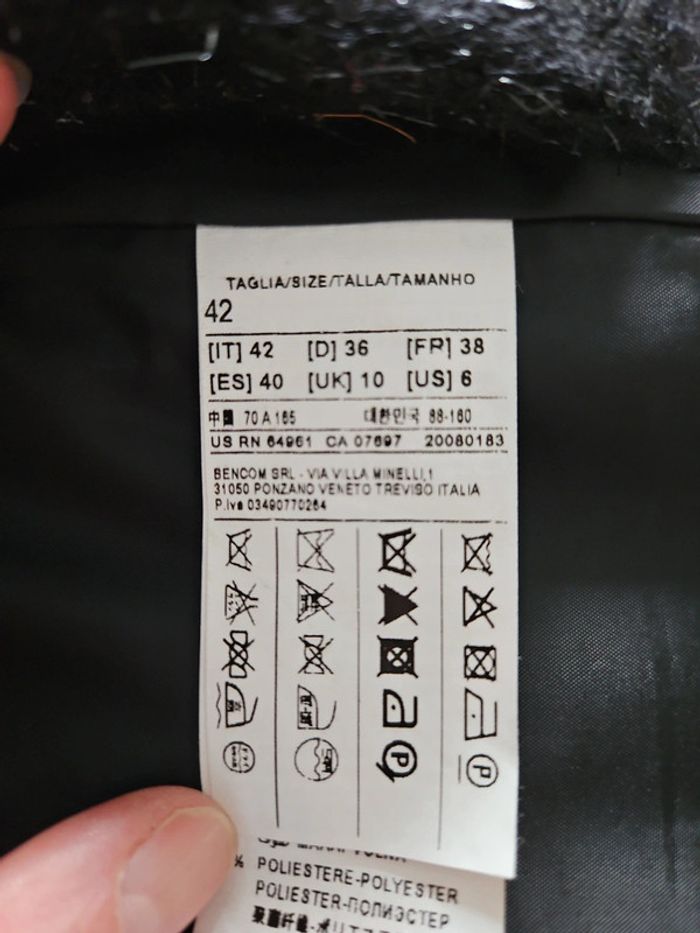 TAGLIA/SIZE/TALLA/TAMANHO
42
[IT] 42 [D] 36 [FR] 38
[ES] 40 [UK] 10 [US] 6
中國 70 A 165 대한민국 88-160
US RN 64961 CA 07697 20080183
BENCOM SRL - VIA VILLA MINELLI,1
31050 PONZANO VENETO TREVISO ITALIA
P.Iva 03490770264
P P
%
POLIESTERE-POLYESTER
POLIESTER-ПОЛИЭСТЕР